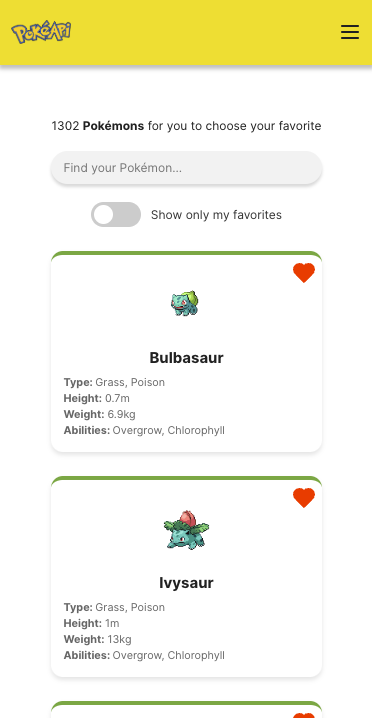 PokéAPI
1302 Pokémons for you to choose your favorite
Find your Pokémon...
Show only my favorites
Bulbasaur
Type: Grass, Poison
Height: 0.7m
Weight: 6.9kg
Abilities: Overgrow, Chlorophyll
Ivysaur
Type: Grass, Poison
Height: 1m
Weight: 13kg
Abilities: Overgrow, Chlorophyll